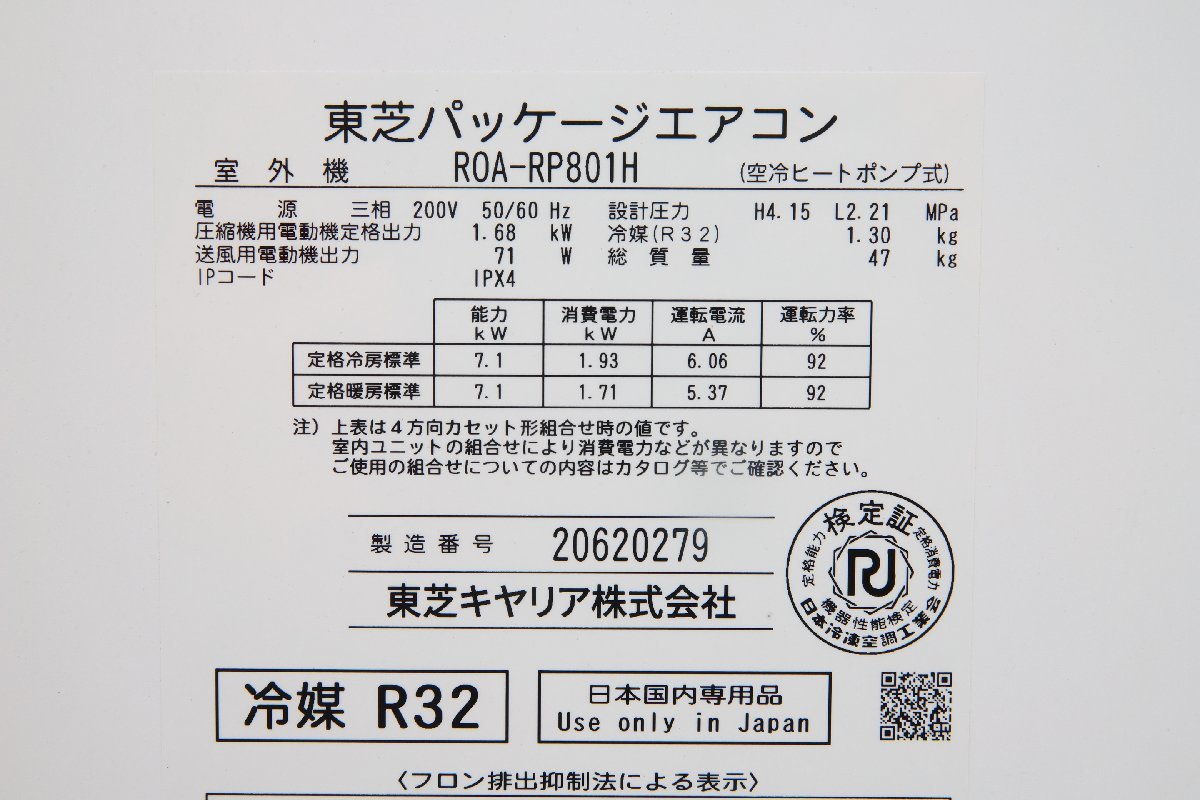 東芝パッケージエアコン
室外機 ROA-RP801H (空冷ヒートポンプ式)
電源 三相 200V 50/60 Hz 設計圧力 H4.15 L2.21 MPa
圧縮機用電動機定格出力 1.68 kW 冷媒(R32) 1.30 kg
送風用電動機出力 71 W 総質量 47 kg
IPコード IPX4
能力 消費電力 運転電流 運転力率
kW kW A %
定格冷房標準 7.1 1.93 6.06 92
定格暖房標準 7.1 1.71 5.37 92
注) 上表は4方向カセット形組合せ時の値です。
室内ユニットの組合せにより消費電力などが異なりますので
ご使用の組合せについての内容はカタログ等でご確認ください。
製造番号 20620279
東芝キヤリア株式会社
検定証
定格能力
定格消費電力
RJ
機器性能検定
日本冷凍空調工業会
冷媒 R32
日本国内専用品
Use only in Japan
〈フロン排出抑制法による表示〉